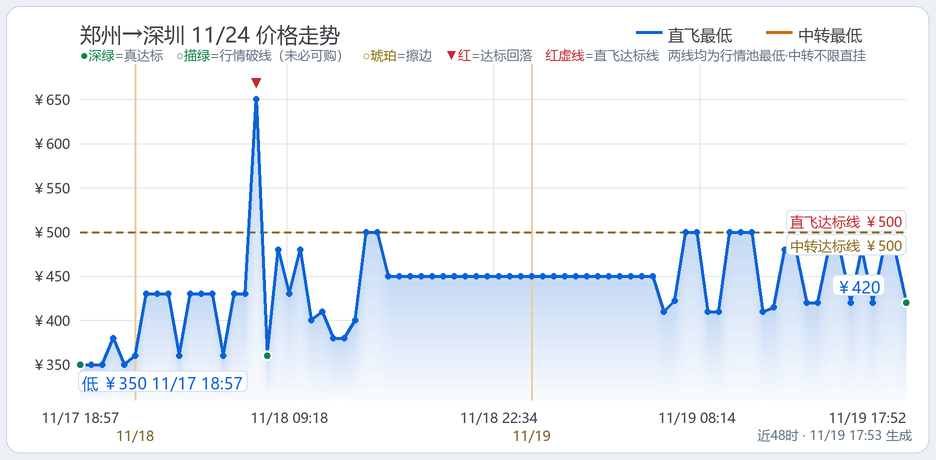 郑州→深圳 11/24 价格走势
直飞最低 中转最低
●深绿=真达标 ○描绿=行情破线（未必可购） ○琥珀=擦边 ▼红=达标回落 红虚线=直飞达标线 两线均为行情池最低·中转不限直挂
￥650
￥600
￥550
￥500
￥450
￥400
￥350
直飞达标线 ￥500
中转达标线 ￥500
￥420
低 ￥350 11/17 18:57
11/17 18:57 11/18 09:18 11/18 22:34 11/19 08:14 11/19 17:52
11/18 11/19
近48时 · 11/19 17:53 生成